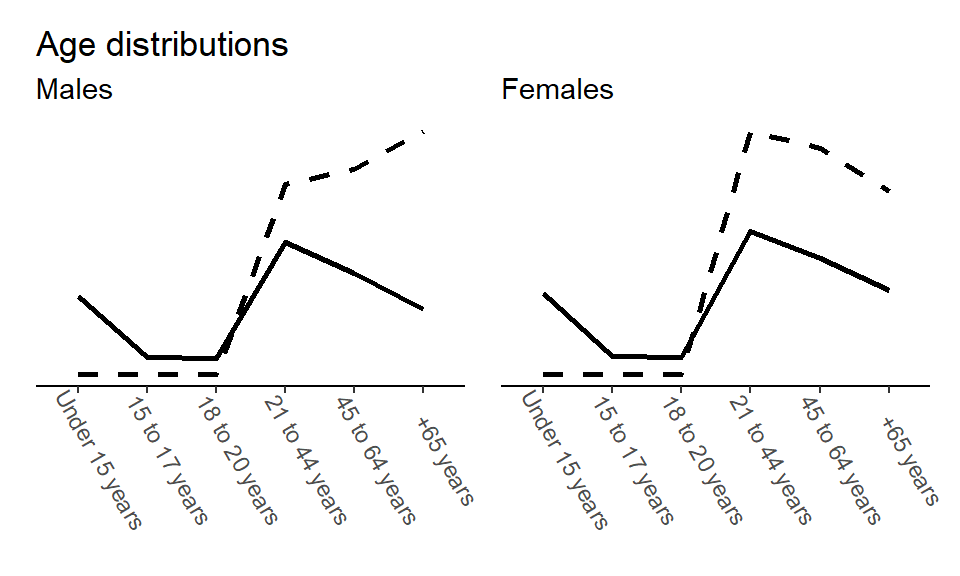 Age distributions
Males
Females
Under 15 years
15 to 17 years
18 to 20 years
21 to 44 years
45 to 64 years
+65 years
Under 15 years
15 to 17 years
18 to 20 years
21 to 44 years
45 to 64 years
+65 years